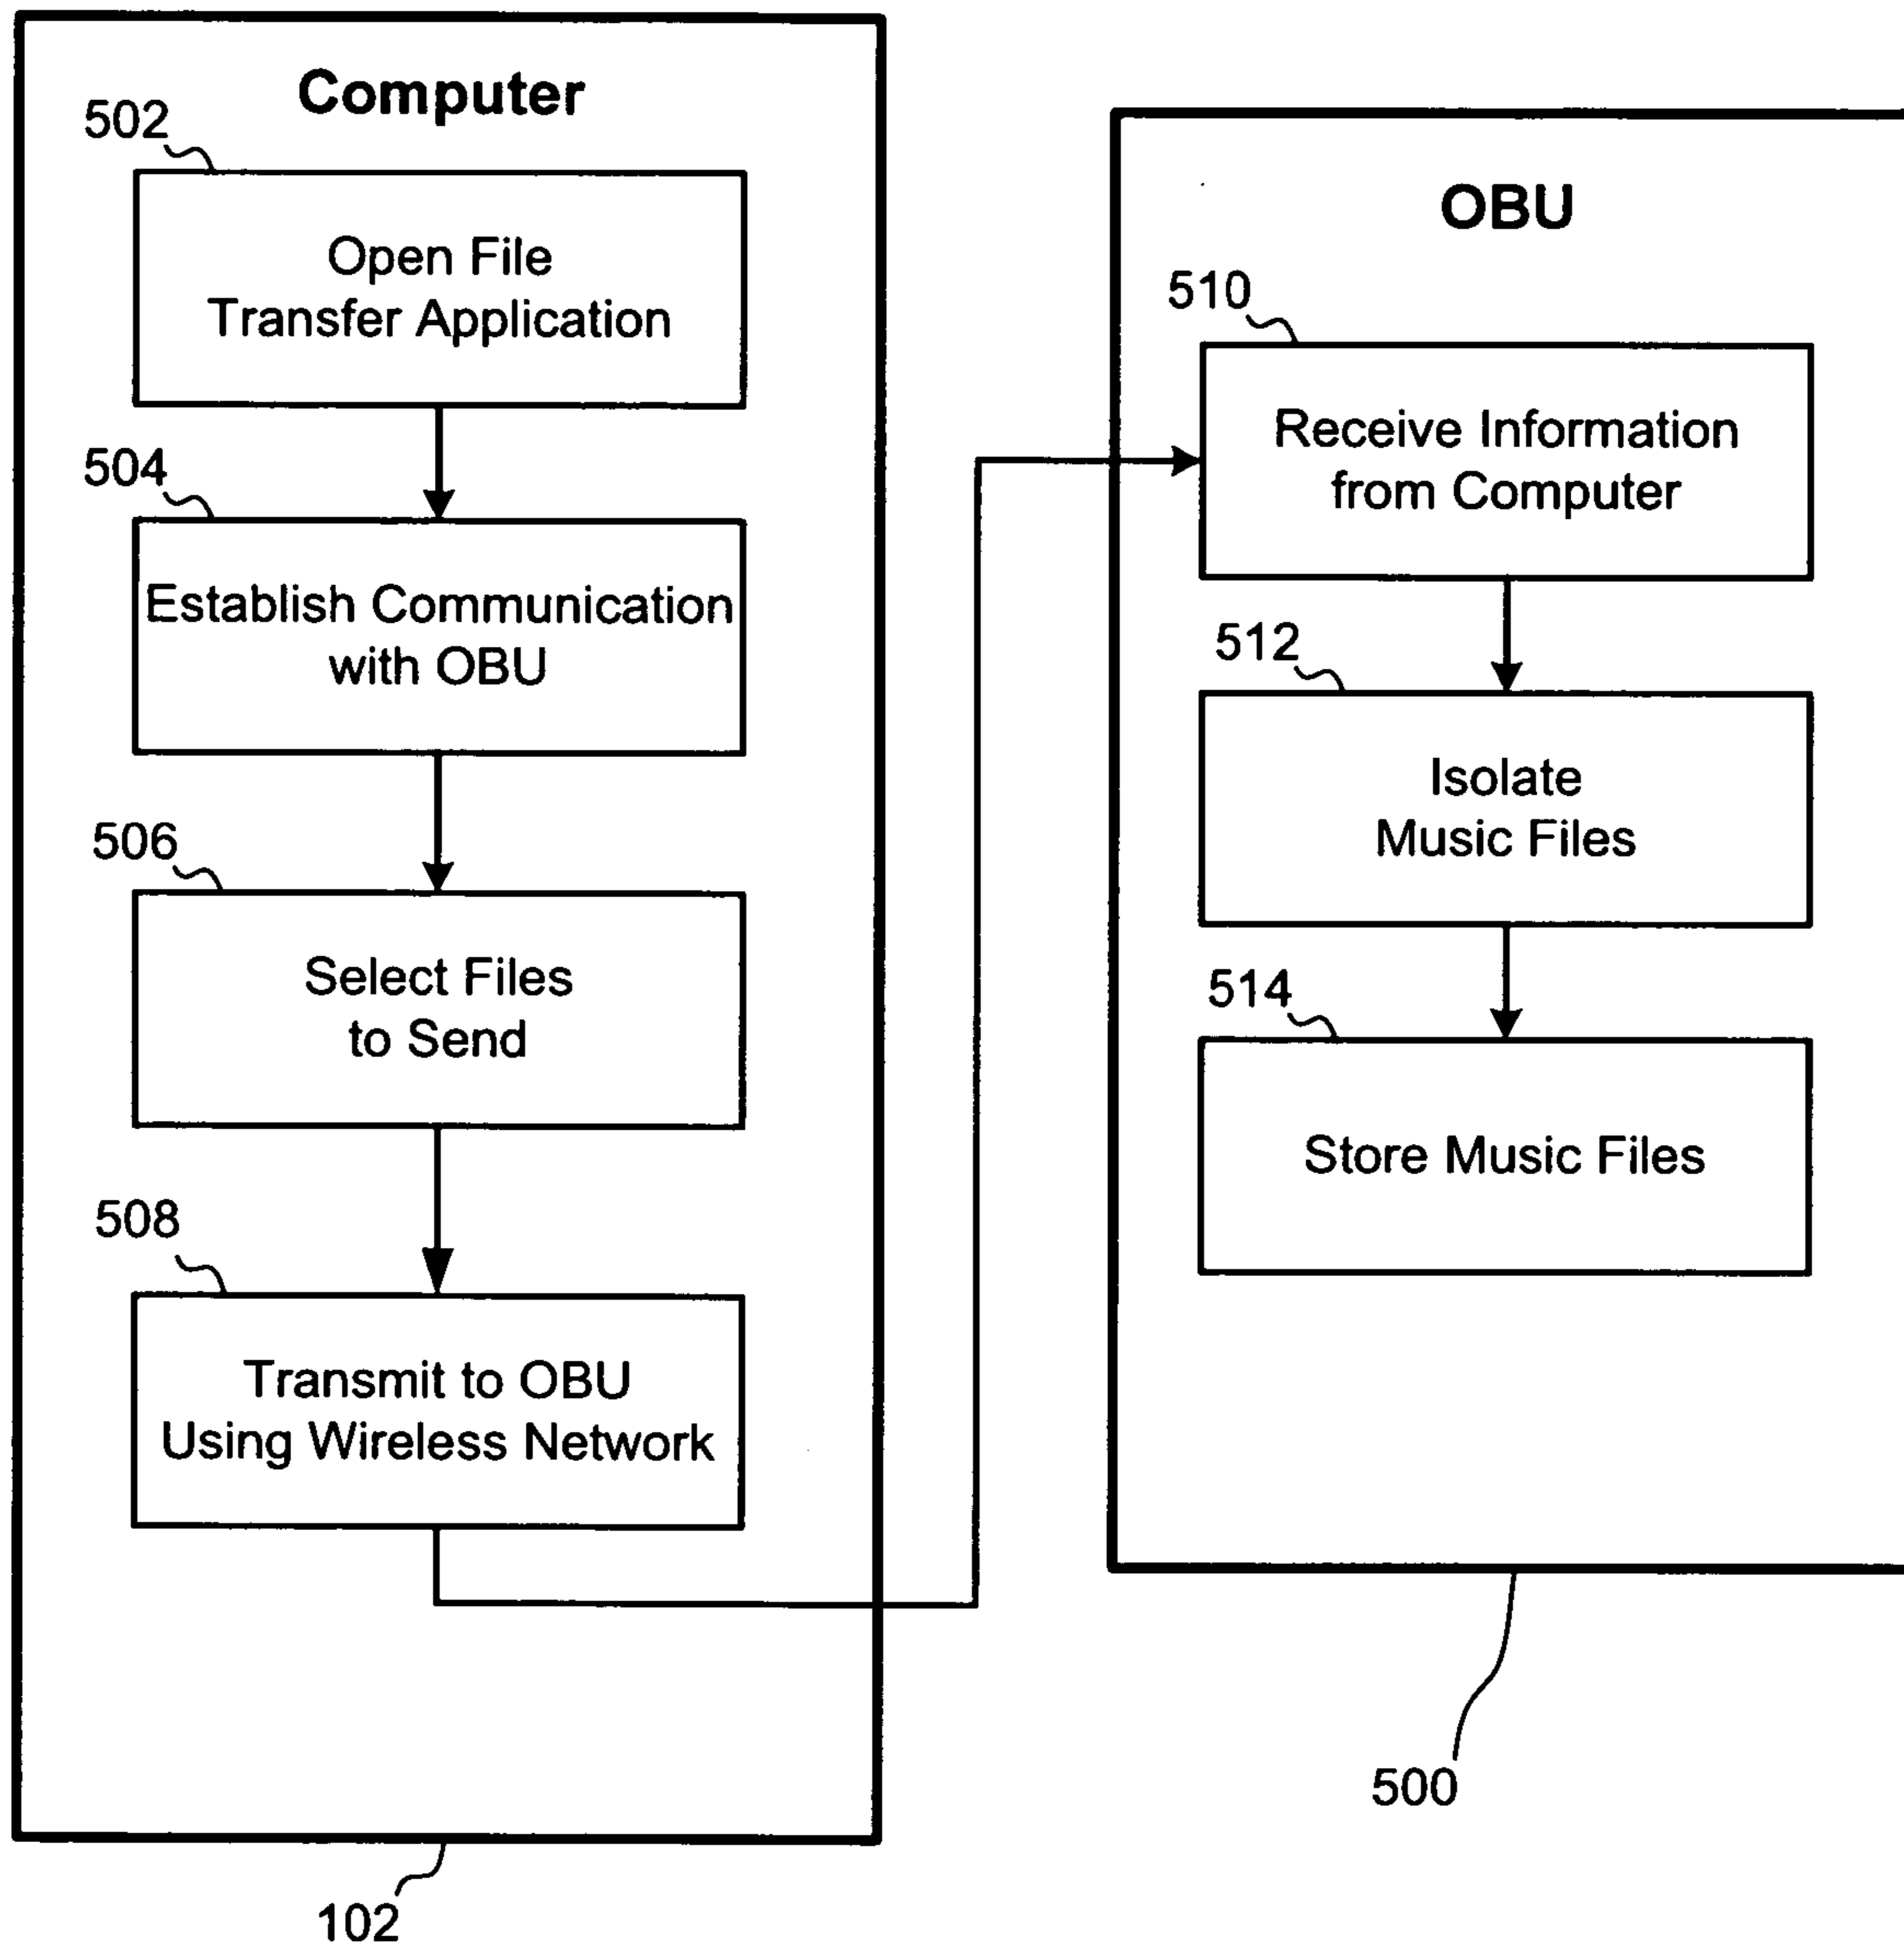 Computer
502
Open File
Transfer Application
504
Establish Communication
with OBU
506
Select Files
to Send
508
Transmit to OBU
Using Wireless Network
102
OBU
510
Receive Information
from Computer
512
Isolate
Music Files
514
Store Music Files
500